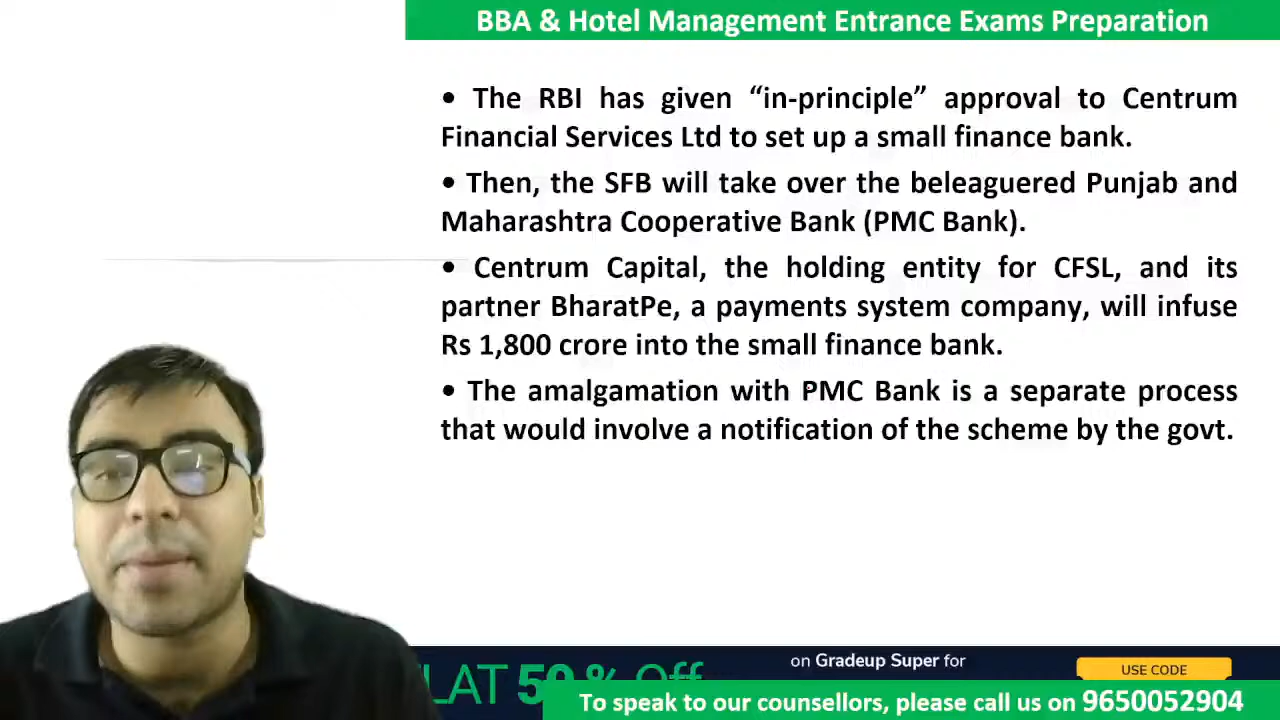 BBA & Hotel Management Entrance Exams Preparation
• The RBI has given “in-principle” approval to Centrum
Financial Services Ltd to set up a small finance bank.
• Then, the SFB will take over the beleaguered Punjab and
Maharashtra Cooperative Bank (PMC Bank).
• Centrum Capital, the holding entity for CFSL, and its
partner BharatPe, a payments system company, will infuse
Rs 1,800 crore into the small finance bank.
• The amalgamation with PMC Bank is a separate process
that would involve a notification of the scheme by the govt.
on Gradeup Super for
USE CODE
LAT 50% Off
To speak to our counsellors, please call us on 9650052904